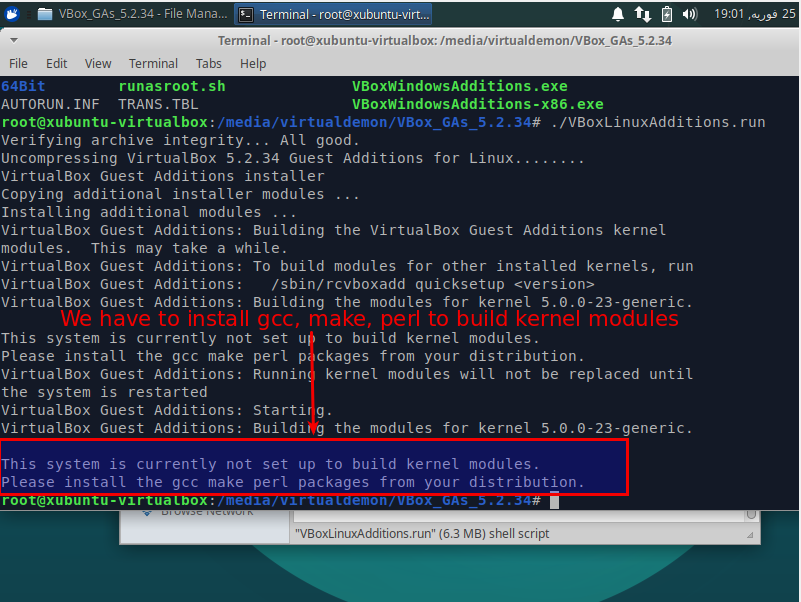 VBox_GAs_5.2.34 - File Mana...
Terminal - root@xubuntu-virt...
25 فوریه, 19:01
Terminal - root@xubuntu-virtualbox: /media/virtualdemon/VBox_GAs_5.2.34
File Edit View Terminal Tabs Help
64Bit runasroot.sh VBoxWindowsAdditions.exe
AUTORUN.INF TRANS.TBL VBoxWindowsAdditions-x86.exe
root@xubuntu-virtualbox:/media/virtualdemon/VBox_GAs_5.2.34# ./VBoxLinuxAdditions.run
Verifying archive integrity... All good.
Uncompressing VirtualBox 5.2.34 Guest Additions for Linux........
VirtualBox Guest Additions installer
Copying additional installer modules ...
Installing additional modules ...
VirtualBox Guest Additions: Building the VirtualBox Guest Additions kernel
modules.  This may take a while.
VirtualBox Guest Additions: To build modules for other installed kernels, run
VirtualBox Guest Additions:   /sbin/rcvboxadd quicksetup <version>
VirtualBox Guest Additions: Building the modules for kernel 5.0.0-23-generic.
We have to install gcc, make, perl to build kernel modules
This system is currently not set up to build kernel modules.
Please install the gcc make perl packages from your distribution.
VirtualBox Guest Additions: Running kernel modules will not be replaced until
the system is restarted
VirtualBox Guest Additions: Starting.
VirtualBox Guest Additions: Building the modules for kernel 5.0.0-23-generic.
This system is currently not set up to build kernel modules.
Please install the gcc make perl packages from your distribution.
root@xubuntu-virtualbox:/media/virtualdemon/VBox_GAs_5.2.34#
Browse Network
"VBoxLinuxAdditions.run" (6.3 MB) shell script